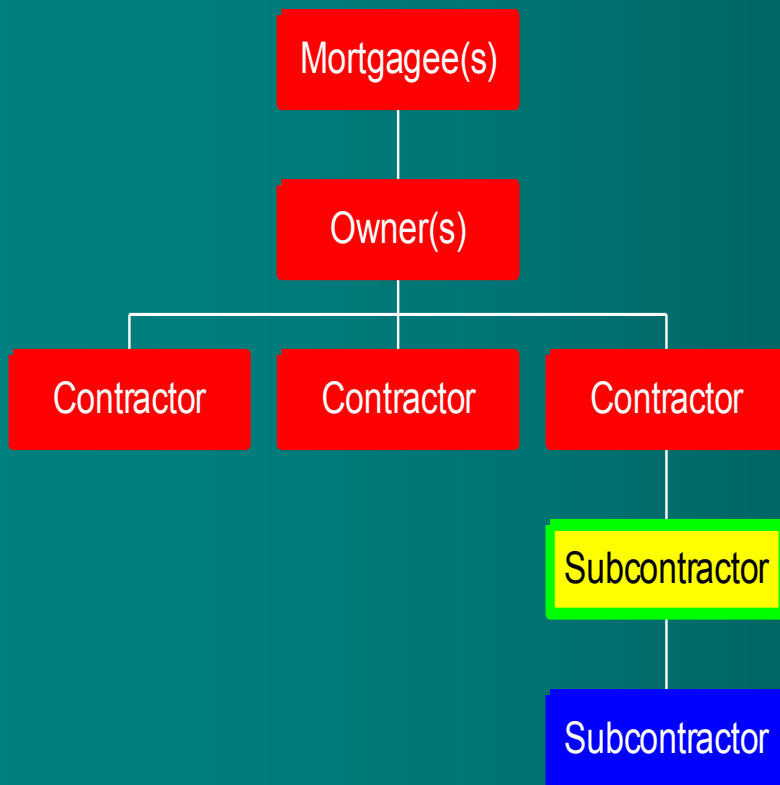 Mortgagee(s)
Owner(s)
Contractor
Contractor
Contractor
Subcontractor
Subcontractor